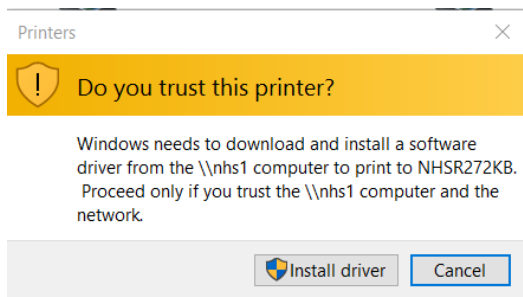 Printers
Do you trust this printer?
Windows needs to download and install a software
driver from the \\nhs1 computer to print to NHSR272KB.
Proceed only if you trust the \\nhs1 computer and the
network.
Install driver
Cancel